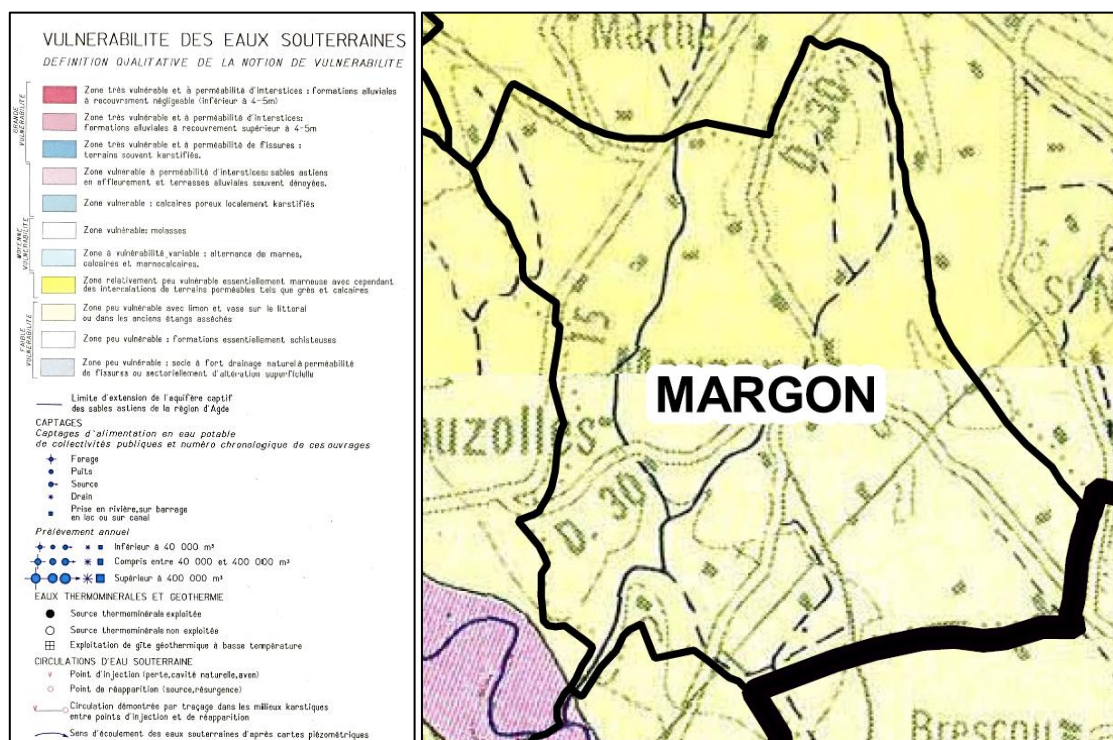 VULNERABILITE DES EAUX SOUTERRAINES
DEFINITION QUALITATIVE DE LA NOTION DE VULNERABILITE
GRANDE VULNERABILITE
Zone très vulnérable et à perméabilité d'interstices : formations alluviales
à recouvrement négligeable (inférieur à 4-5m)
Zone très vulnérable et à perméabilité d'interstices:
formations alluviales à recouvrement supérieur à 4-5m
Zone très vulnérable et à perméabilité de fissures :
terrains souvent karstifiés.
Zone vulnérable à perméabilité d'interstices: sables astiens
en affleurement et terrasses alluviales souvent dénoyées.
Zone vulnerable : calcaires poreux localement karstifiés
MOYENNE VULNERABILITE
Zone vulnérable: molasses
Zone à vulnérabilité variable : alternance de marnes,
calcaires et marnocalcaires.
Zone relativement peu vulnérable essentiellement marneuse avec cependant
des intercalations de terrains perméables tels que grès et calcaires
FAIBLE VULNERABILITE
Zone peu vulnérable avec limon et vase sur le littoral
ou dans les anciens étangs asséchés
Zone peu vulnérable : formations essentiellement schisteuses
Zone peu vulnérable : socle à fort drainage naturel à perméabilité
de fissures ou sectoriellement d'altération superficielle
Limite d'extension de l'aquifère captif
des sables astiens de la région d'Agde
CAPTAGES
Captages d'alimentation en eau potable
de collectivités publiques et numéro chronologique de ces ouvrages
Forage
Puits
Source
Drain
Prise en rivière, sur barrage
en lac ou sur canal
Prélèvement annuel
Inférieur à 40 000 m³
Compris entre 40 000 et 400 000 m³
Supérieur à 400 000 m³
EAUX THERMOMINERALES ET GEOTHERMIE
Source thermominérale exploitée
Source thermominérale non exploitée
Exploitation de gîte géothermique à basse température
CIRCULATIONS D'EAU SOUTERRAINE
Point d'injection (perte, cavité naturelle, aven)
Point de réapparition (source, résurgence)
Circulation démontrée par traçage dans les milieux karstiques
entre points d'injection et de réapparition
Sens d'écoulement des eaux souterraines d'après cartes piézométriques
Marthe
D. 30
15
MARGON
auzolles
D. 30
Brescou